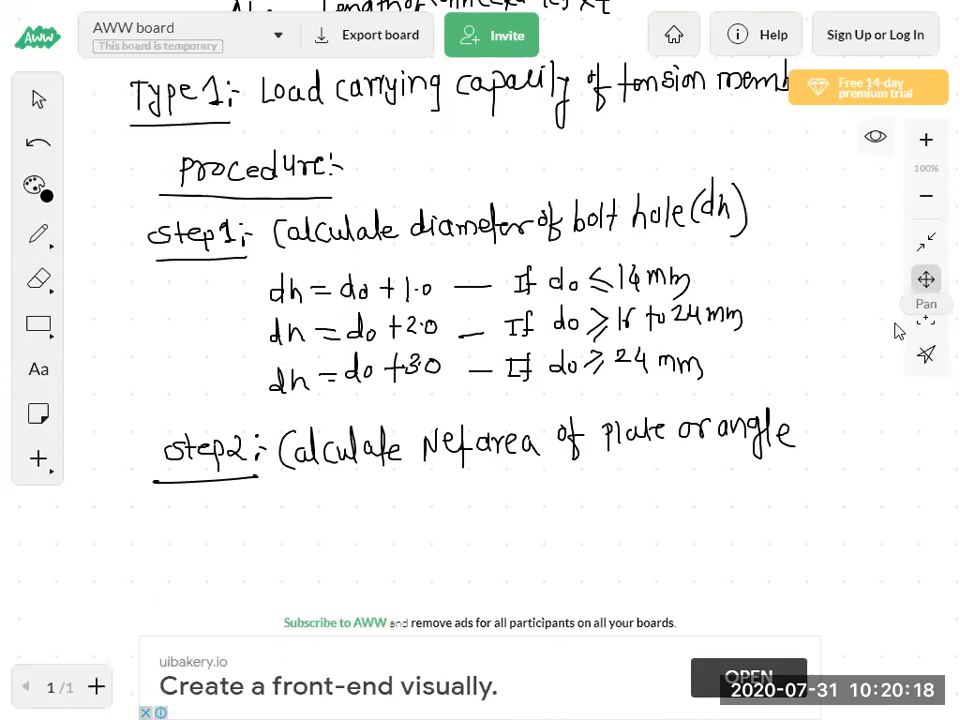 AWW board
This board is temporary
Export board
Invite
Help
Sign Up or Log In
Free 14-day
premium trial
AWW
Type 1:- Load carrying capacity of tension memb
100%
Procedure:-
step1:- Calculate diameter of bolt hole (dh)
dh = do + 1.0 — If do ≤ 14 mm
Pan
dh = do + 2.0 — If do ≥ 16 to 24 mm
dh = do + 3.0 — If do ≥ 24 mm
Aa
step2:- Calculate Net area of plate or angle
Subscribe to AWW and remove ads for all participants on all your boards.
uibakery.io
Create a front-end visually.
OPEN
1 / 1
2020-07-31 10:20:18